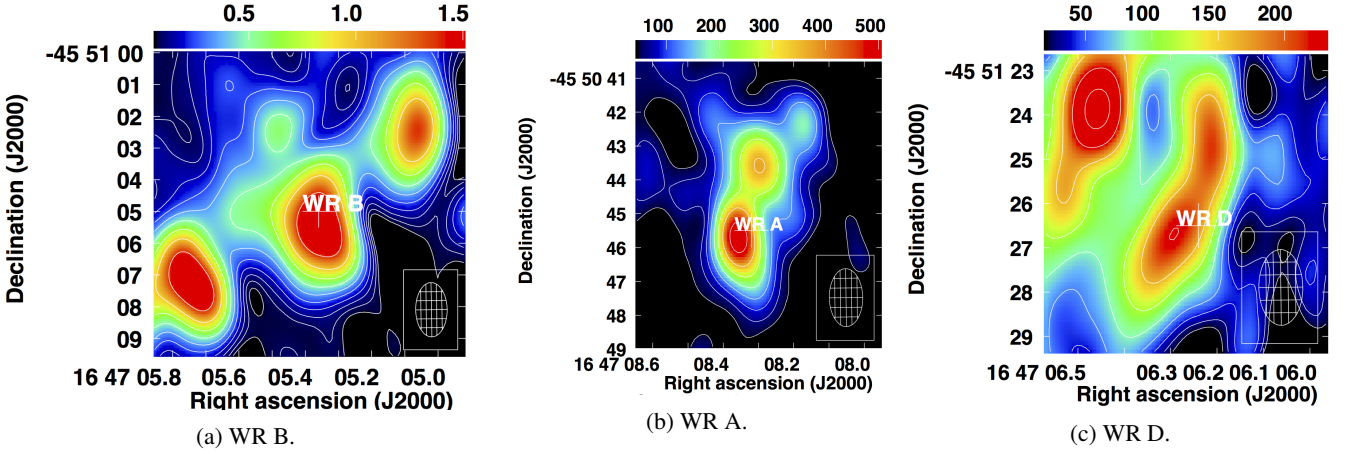 0.5 1.0 1.5
-45 51 00
01
02
03
04
05
06
07
08
09
Declination (J2000)
WR B
16 47 05.8 05.6 05.4 05.2 05.0
Right ascension (J2000)
(a) WR B.
100 200 300 400 500
-45 50 41
42
43
44
45
46
47
48
49
Declination (J2000)
WR A
16 47 08.6 08.4 08.2 08.0
Right ascension (J2000)
(b) WR A.
50 100 150 200
-45 51 23
24
25
26
27
28
29
Declination (J2000)
WR D
16 47 06.5 06.3 06.2 06.1 06.0
Right ascension (J2000)
(c) WR D.